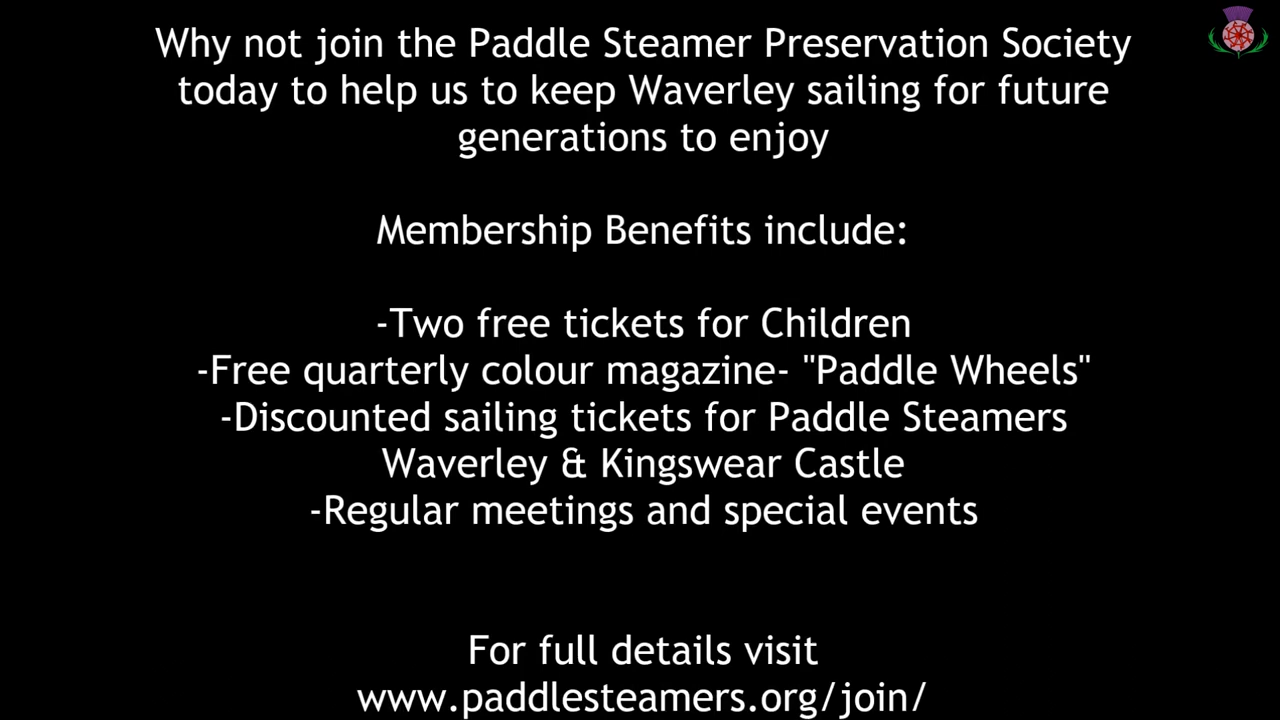 Why not join the Paddle Steamer Preservation Society
today to help us to keep Waverley sailing for future
generations to enjoy
Membership Benefits include:
-Two free tickets for Children
-Free quarterly colour magazine- "Paddle Wheels"
-Discounted sailing tickets for Paddle Steamers
Waverley & Kingswear Castle
-Regular meetings and special events
For full details visit
www.paddlesteamers.org/join/